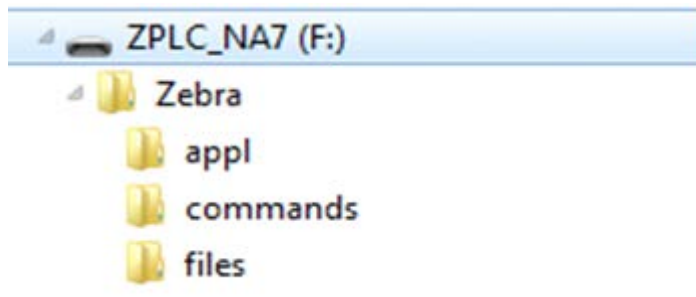 ZPLC_NA7 (F:)
Zebra
appl
commands
files